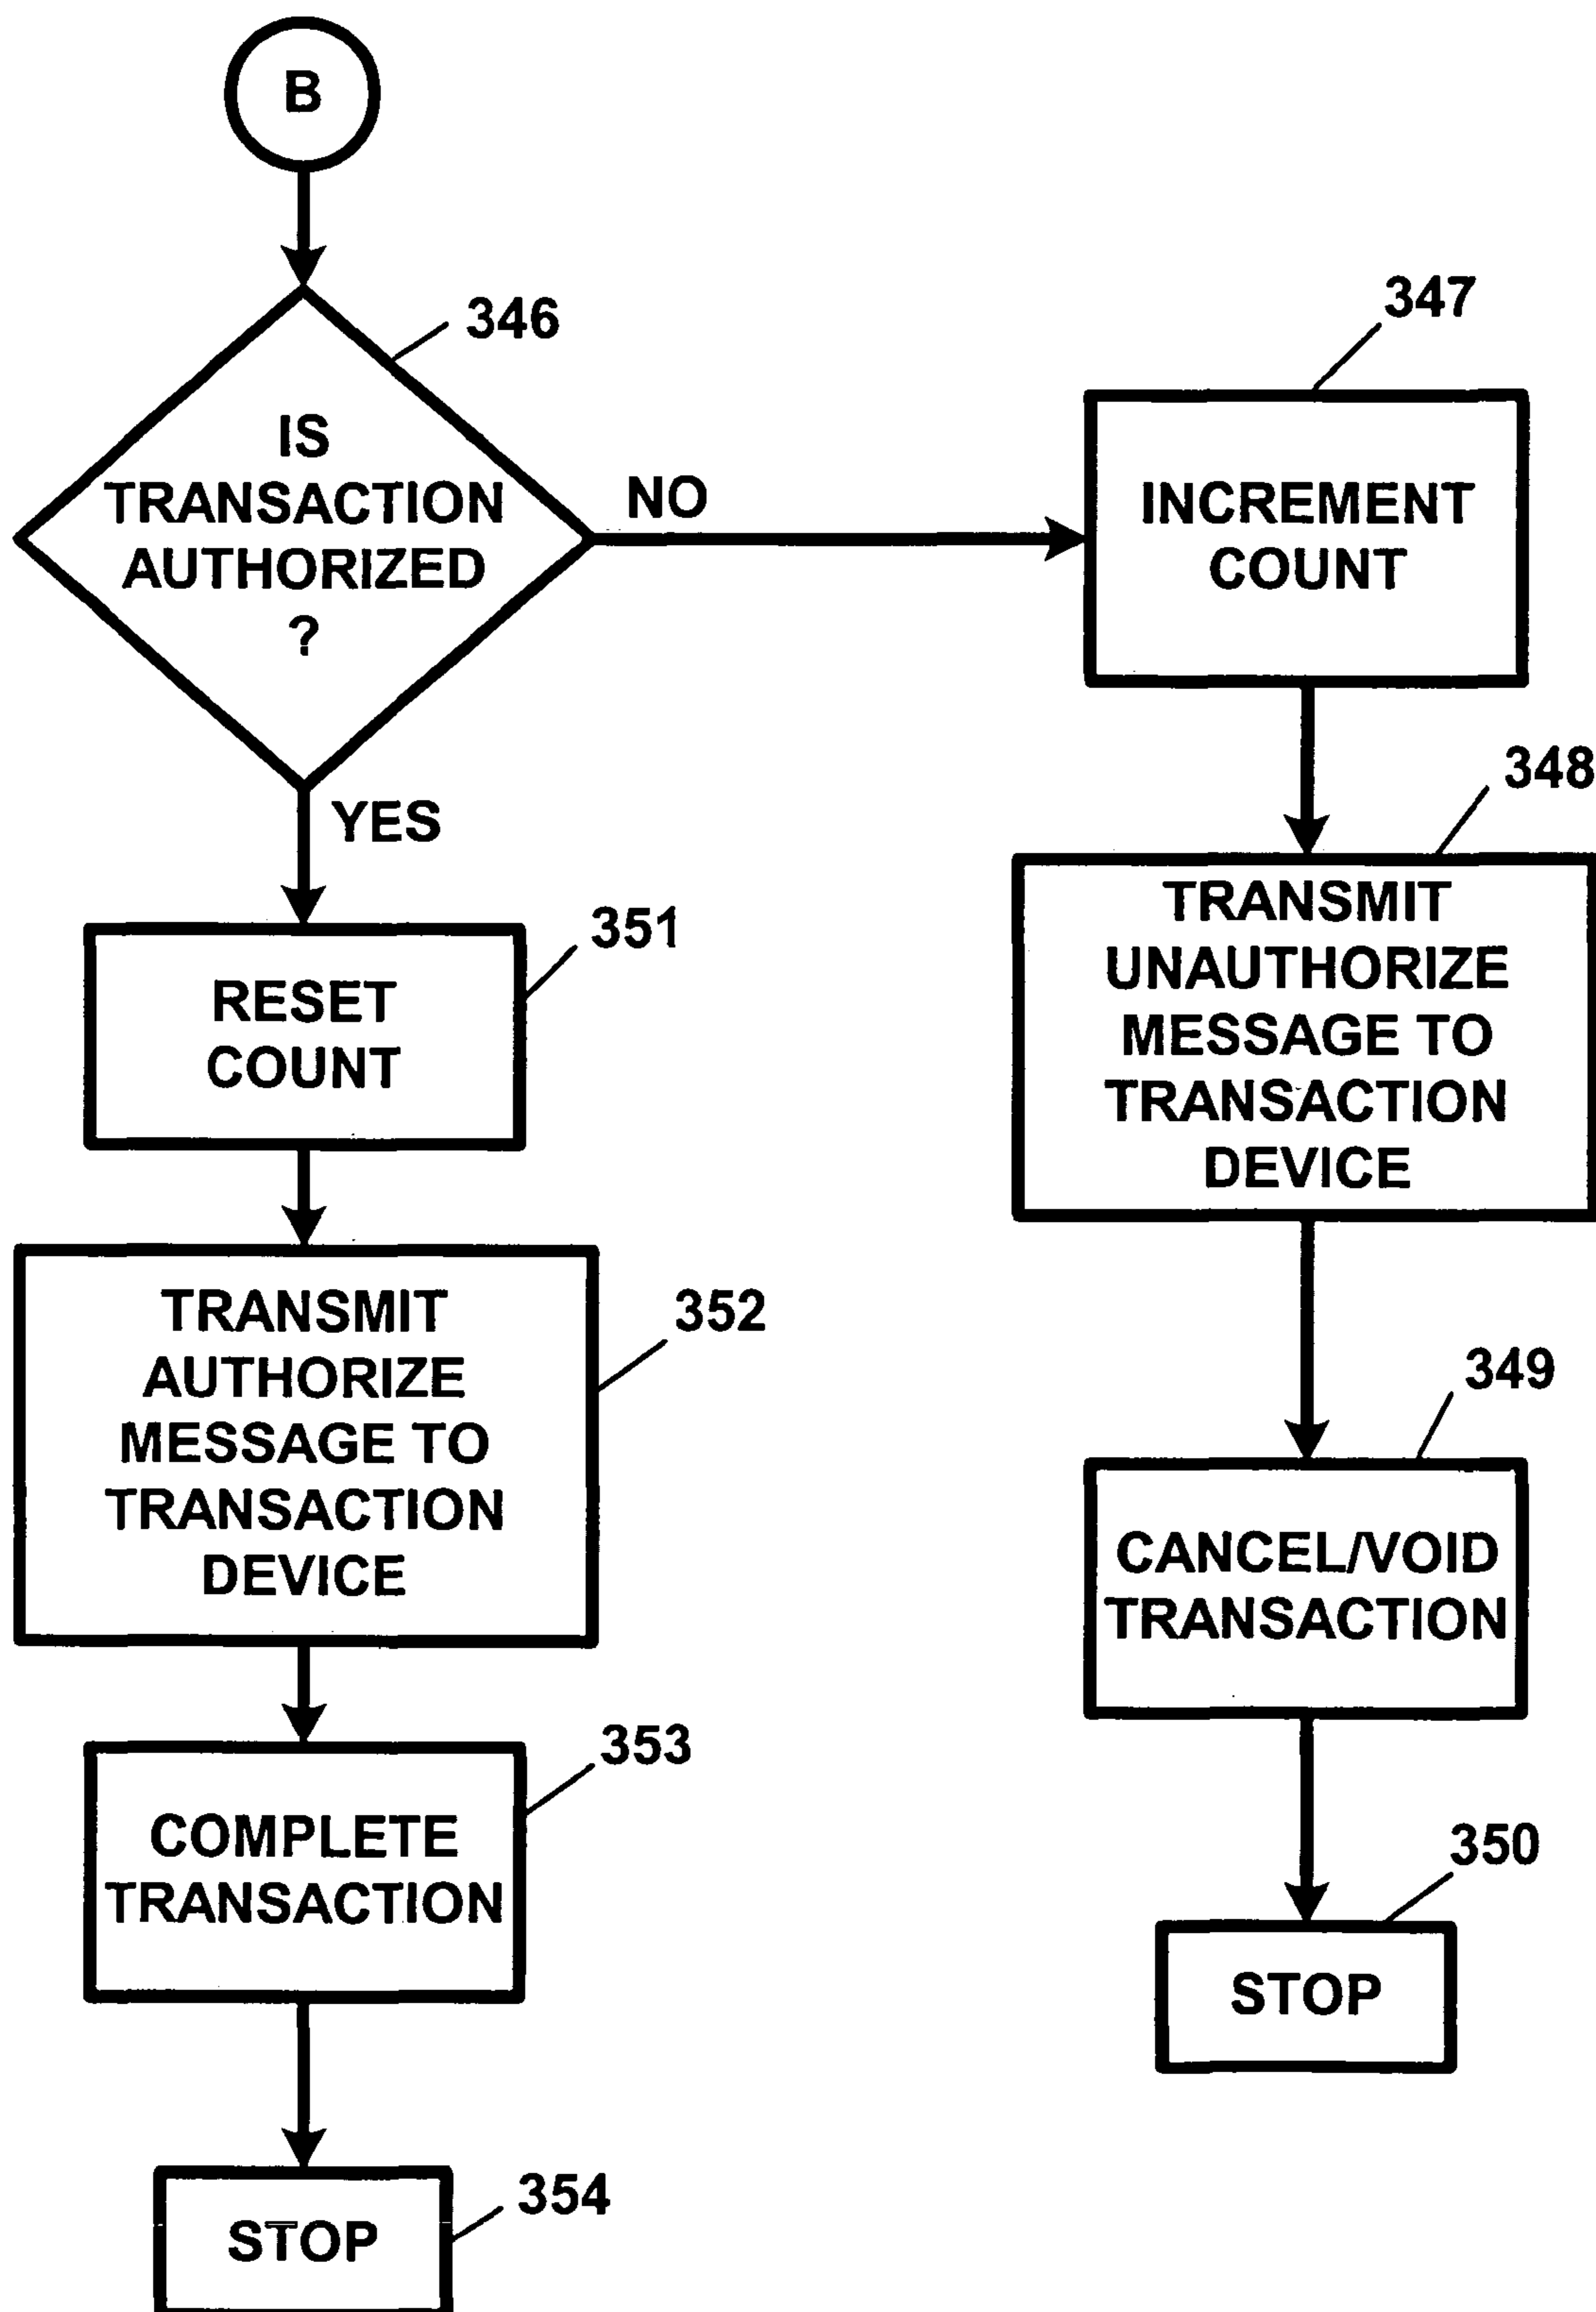 B
346
IS
TRANSACTION
AUTHORIZED
?
NO
YES
347
INCREMENT
COUNT
348
TRANSMIT
UNAUTHORIZE
MESSAGE TO
TRANSACTION
DEVICE
349
CANCEL/VOID
TRANSACTION
350
STOP
351
RESET
COUNT
352
TRANSMIT
AUTHORIZE
MESSAGE TO
TRANSACTION
DEVICE
353
COMPLETE
TRANSACTION
354
STOP